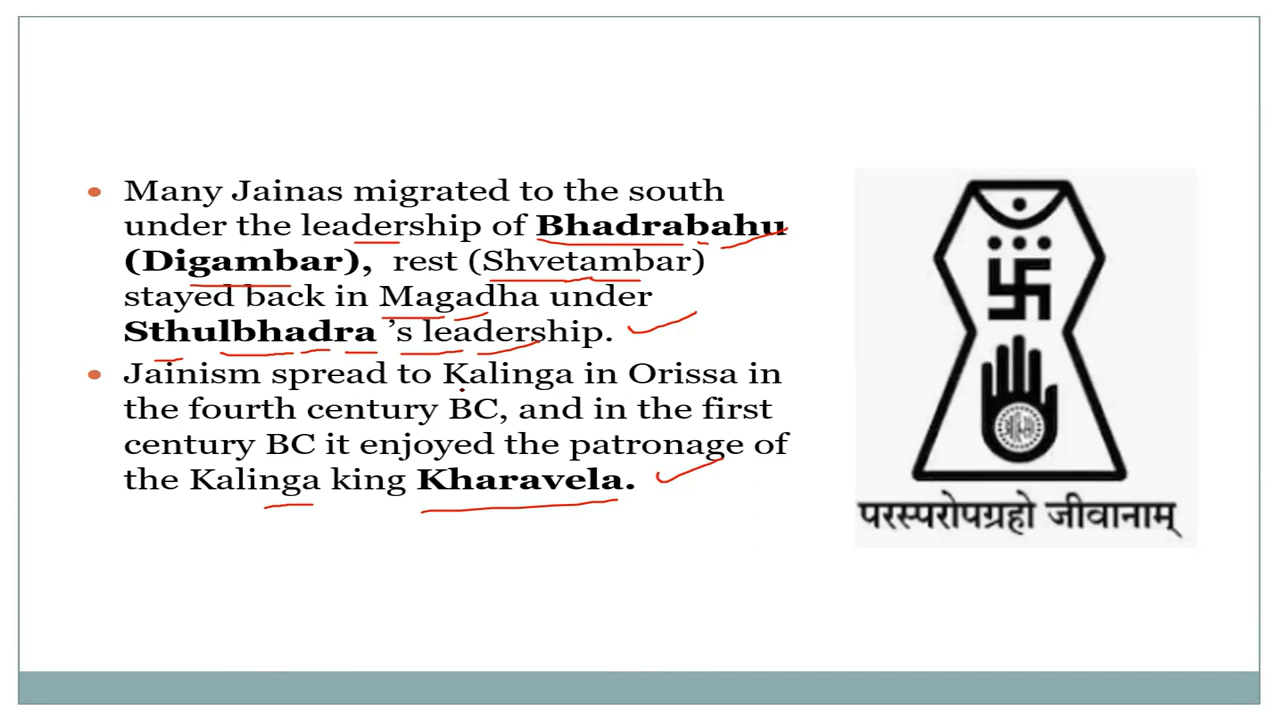 Many Jainas migrated to the south
under the leadership of Bhadrabahu
(Digambar), rest (Shvetambar)
stayed back in Magadha under
Sthulbhadra ’s leadership.
Jainism spread to Kalinga in Orissa in
the fourth century BC, and in the first
century BC it enjoyed the patronage of
the Kalinga king Kharavela.
परस्परोपग्रहो जीवानाम्